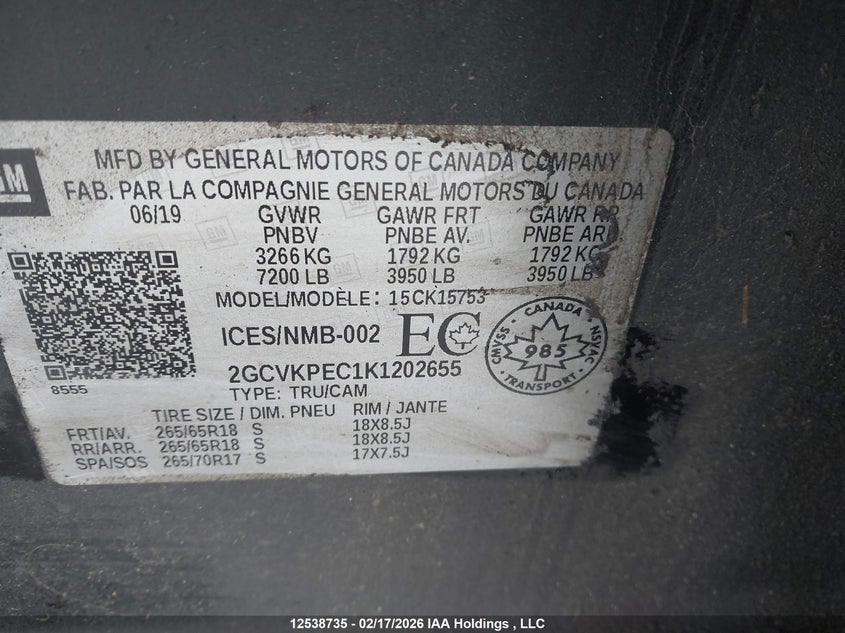 GM
MFD BY GENERAL MOTORS OF CANADA COMPANY
FAB. PAR LA COMPAGNIE GENERAL MOTORS DU CANADA
06/19 GVWR GAWR FRT GAWR RR
PNBV PNBE AV. PNBE ARR
3266 KG 1792 KG 1792 KG
7200 LB 3950 LB 3950 LB
MODEL/MODÈLE: 15CK15753
ICES/NMB-002 EC
CANADA
CMVSS 985 NSVAC
TRANSPORT
2GCVKPEC1K1202655
8555
TYPE: TRU/CAM
TIRE SIZE / DIM. PNEU RIM / JANTE
FRT/AV. 265/65R18 S 18X8.5J
RR/ARR. 265/65R18 S 18X8.5J
SPA/SOS 265/70R17 S 17X7.5J
12538735 - 02/17/2026 IAA Holdings , LLC